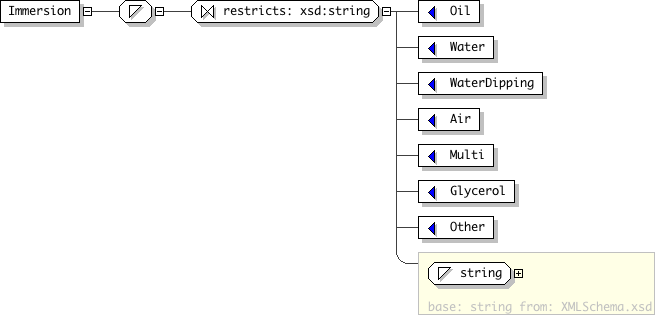 Immersion
restricts: xsd:string
Oil
Water
WaterDipping
Air
Multi
Glycerol
Other
string
base: string from: XMLSchema.xsd